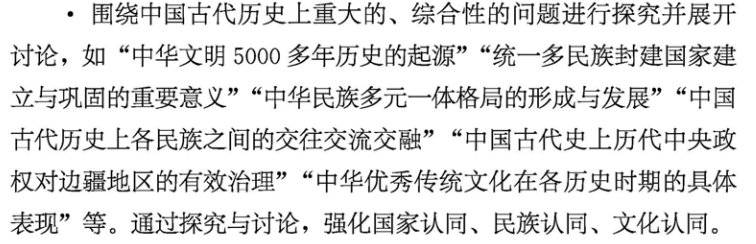 • 围绕中国古代历史上重大的、综合性的问题进行探究并展开
讨论，如“中华文明 5000 多年历史的起源”“统一多民族封建国家建
立与巩固的重要意义”“中华民族多元一体格局的形成与发展”“中国
古代历史上各民族之间的交往交流交融”“中国古代史上历代中央政
权对边疆地区的有效治理”“中华优秀传统文化在各历史时期的具体
表现”等。通过探究与讨论，强化国家认同、民族认同、文化认同。